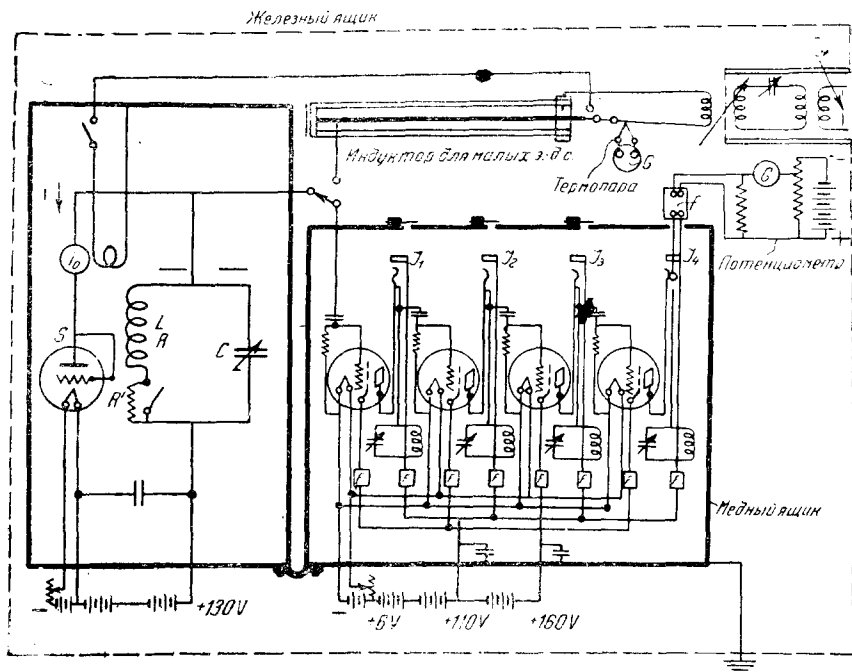 Железный ящик
Индуктор для малых э.д.с.
Термопара
G
G
f
Потенциометр
I
I₀
S
L
R
R'
C
J₁
J₂
J₃
J₄
F
F
F
F
F
F
F
Медный ящик
+130V
+6V
+110V
+160V